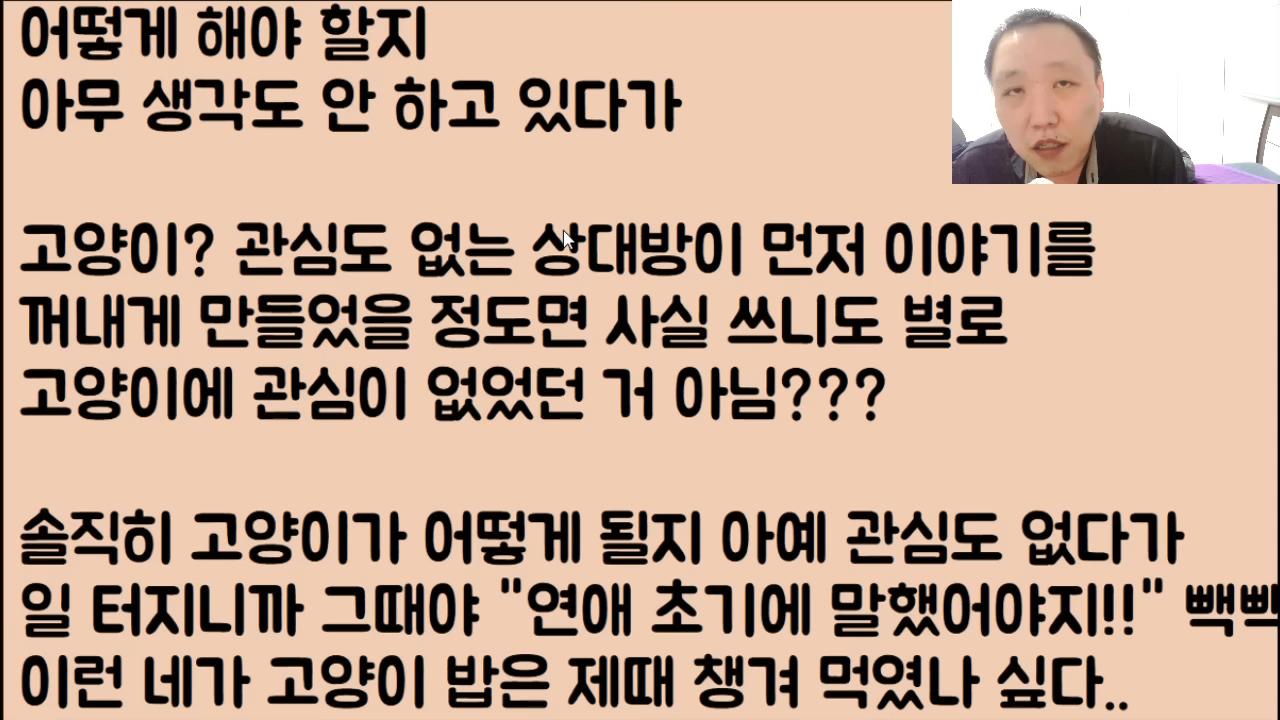 어떻게 해야 할지
아무 생각도 안 하고 있다가
고양이? 관심도 없는 상대방이 먼저 이야기를
꺼내게 만들었을 정도면 사실 쓰니도 별로
고양이에 관심이 없었던 거 아님???
솔직히 고양이가 어떻게 될지 아예 관심도 없다가
일 터지니까 그때야 "연애 초기에 말했어야지!!"
이런 네가 고양이 밥은 제때 챙겨 먹였나 싶다..